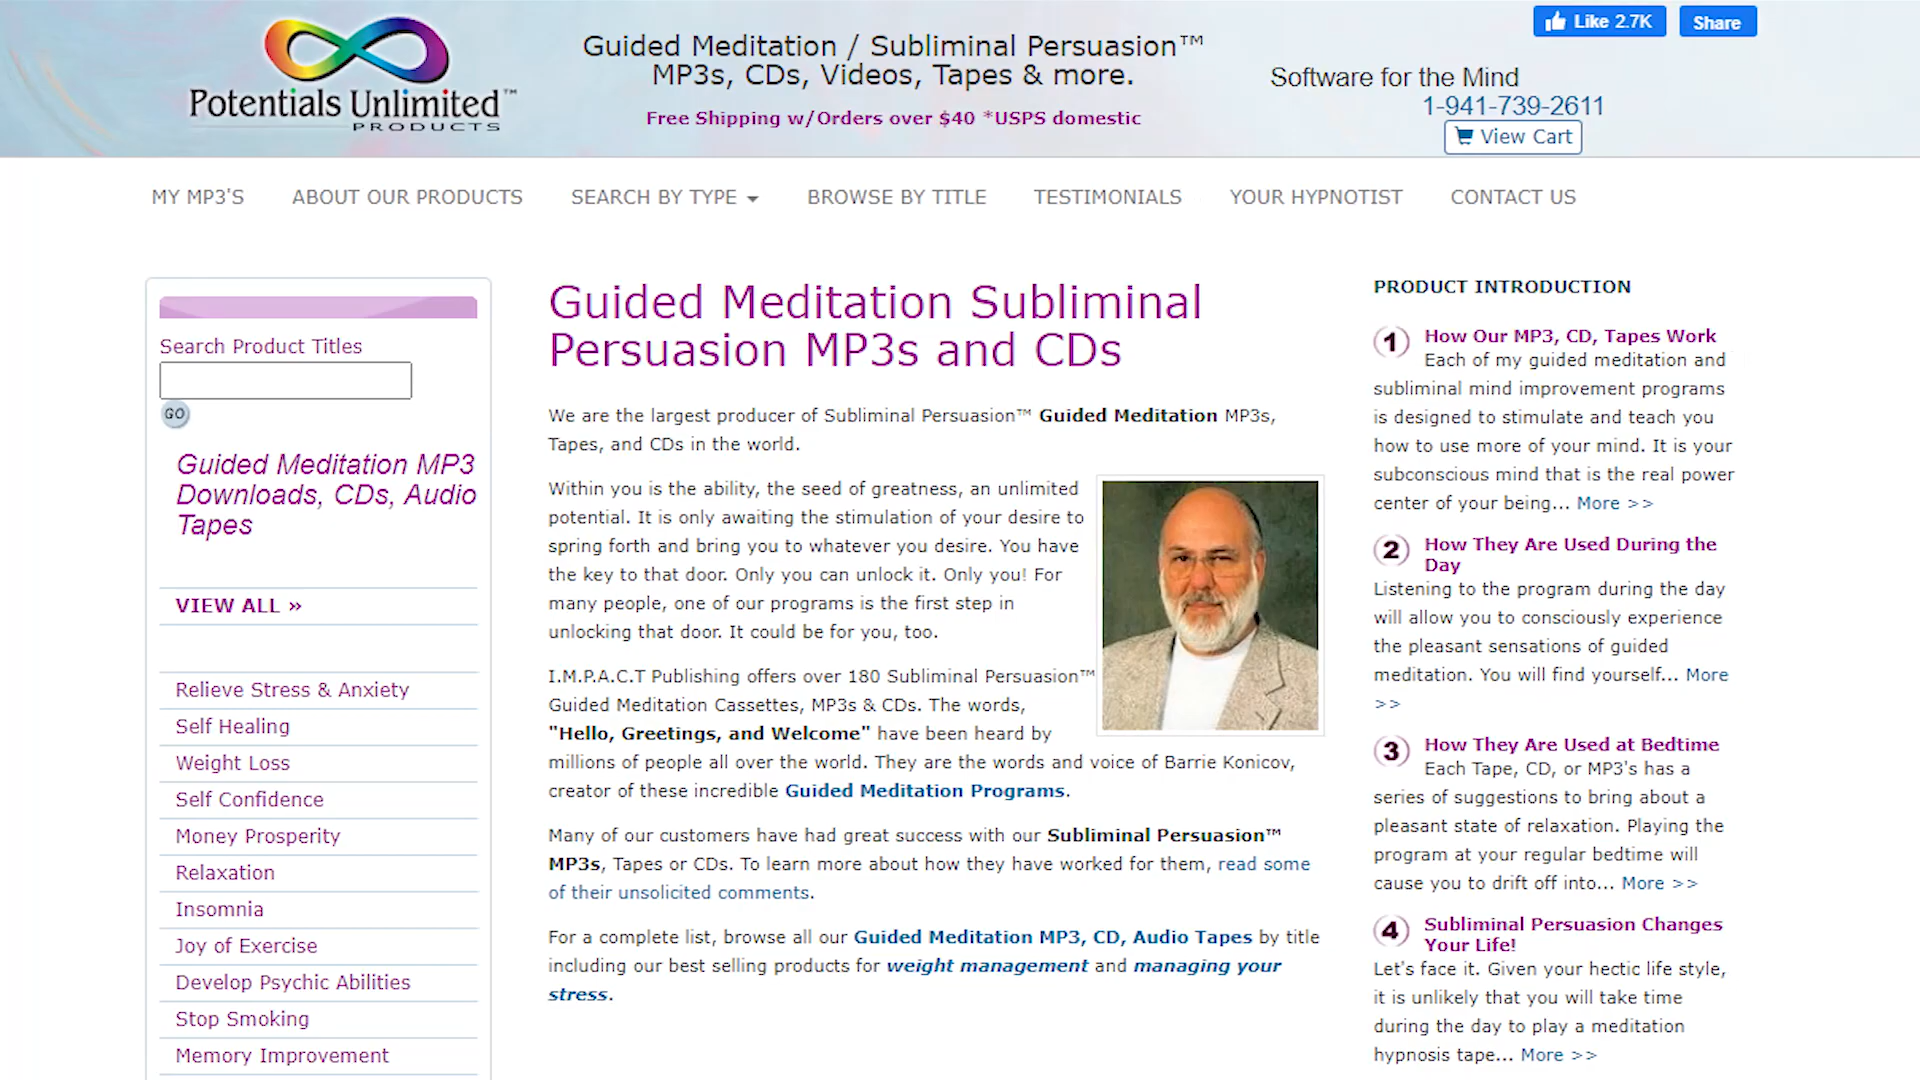 Potentials Unlimited™
PRODUCTS
Guided Meditation / Subliminal Persuasion™
MP3s, CDs, Videos, Tapes & more.
Free Shipping w/Orders over $40 *USPS domestic
Like 2.7K
Share
Software for the Mind
1-941-739-2611
View Cart
MY MP3'S ABOUT OUR PRODUCTS SEARCH BY TYPE BROWSE BY TITLE TESTIMONIALS YOUR HYPNOTIST CONTACT US
Search Product Titles
GO
Guided Meditation MP3
Downloads, CDs, Audio
Tapes
VIEW ALL »
Relieve Stress & Anxiety
Self Healing
Weight Loss
Self Confidence
Money Prosperity
Relaxation
Insomnia
Joy of Exercise
Develop Psychic Abilities
Stop Smoking
Memory Improvement
Guided Meditation Subliminal
Persuasion MP3s and CDs
We are the largest producer of Subliminal Persuasion™ Guided Meditation MP3s,
Tapes, and CDs in the world.
Within you is the ability, the seed of greatness, an unlimited
potential. It is only awaiting the stimulation of your desire to
spring forth and bring you to whatever you desire. You have
the key to that door. Only you can unlock it. Only you! For
many people, one of our programs is the first step in
unlocking that door. It could be for you, too.
I.M.P.A.C.T Publishing offers over 180 Subliminal Persuasion™
Guided Meditation Cassettes, MP3s & CDs. The words,
"Hello, Greetings, and Welcome" have been heard by
millions of people all over the world. They are the words and voice of Barrie Konicov,
creator of these incredible Guided Meditation Programs.
Many of our customers have had great success with our Subliminal Persuasion™
MP3s, Tapes or CDs. To learn more about how they have worked for them, read some
of their unsolicited comments.
For a complete list, browse all our Guided Meditation MP3, CD, Audio Tapes by title
including our best selling products for weight management and managing your
stress.
PRODUCT INTRODUCTION
1 How Our MP3, CD, Tapes Work
Each of my guided meditation and
subliminal mind improvement programs
is designed to stimulate and teach you
how to use more of your mind. It is your
subconscious mind that is the real power
center of your being... More >>
2 How They Are Used During the
Day
Listening to the program during the day
will allow you to consciously experience
the pleasant sensations of guided
meditation. You will find yourself... More
>>
3 How They Are Used at Bedtime
Each Tape, CD, or MP3's has a
series of suggestions to bring about a
pleasant state of relaxation. Playing the
program at your regular bedtime will
cause you to drift off into... More >>
4 Subliminal Persuasion Changes
Your Life!
Let's face it. Given your hectic life style,
it is unlikely that you will take time
during the day to play a meditation
hypnosis tape... More >>